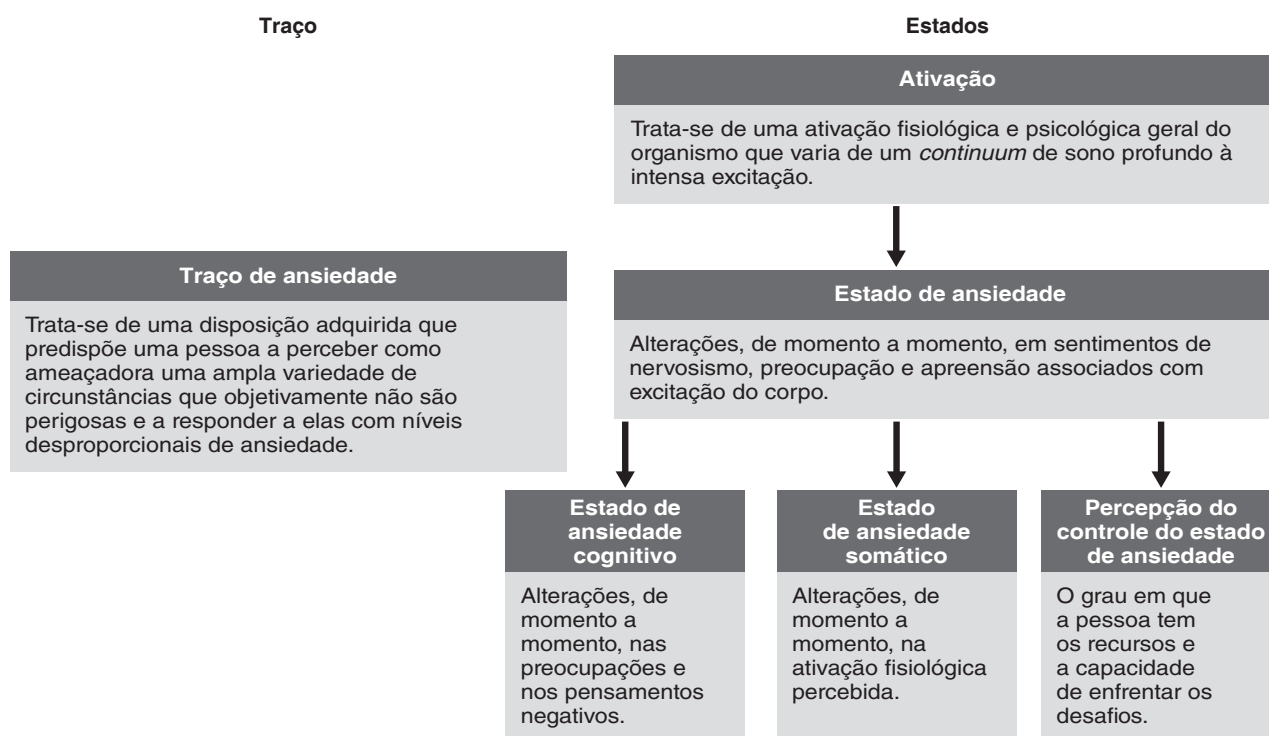 Traço
Estados
Ativação
Trata-se de uma ativação fisiológica e psicológica geral do
organismo que varia de um continuum de sono profundo à
intensa excitação.
Traço de ansiedade
Trata-se de uma disposição adquirida que
predispõe uma pessoa a perceber como
ameaçadora uma ampla variedade de
circunstâncias que objetivamente não são
perigosas e a responder a elas com níveis
desproporcionais de ansiedade.
Estado de ansiedade
Alterações, de momento a momento, em sentimentos de
nervosismo, preocupação e apreensão associados com
excitação do corpo.
Estado de
ansiedade
cognitivo
Alterações, de
momento a
momento, nas
preocupações e
nos pensamentos
negativos.
Estado
de ansiedade
somático
Alterações, de
momento a
momento, na
ativação fisiológica
percebida.
Percepção do
controle do estado
de ansiedade
O grau em que
a pessoa tem
os recursos e
a capacidade
de enfrentar os
desafios.